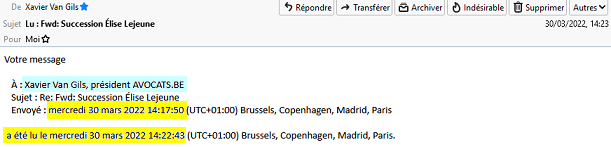 De Xavier Van Gils Répondre Transférer Archiver Indésirable Supprimer Autres
Sujet Lu : Fwd: Succession Élise Lejeune 30/03/2022, 14:23
Pour Moi
Votre message
À : Xavier Van Gils, président AVOCATS.BE
Sujet : Re: Fwd: Succession Élise Lejeune
Envoyé : mercredi 30 mars 2022 14:17:50 (UTC+01:00) Brussels, Copenhagen, Madrid, Paris
a été lu le mercredi 30 mars 2022 14:22:43 (UTC+01:00) Brussels, Copenhagen, Madrid, Paris.